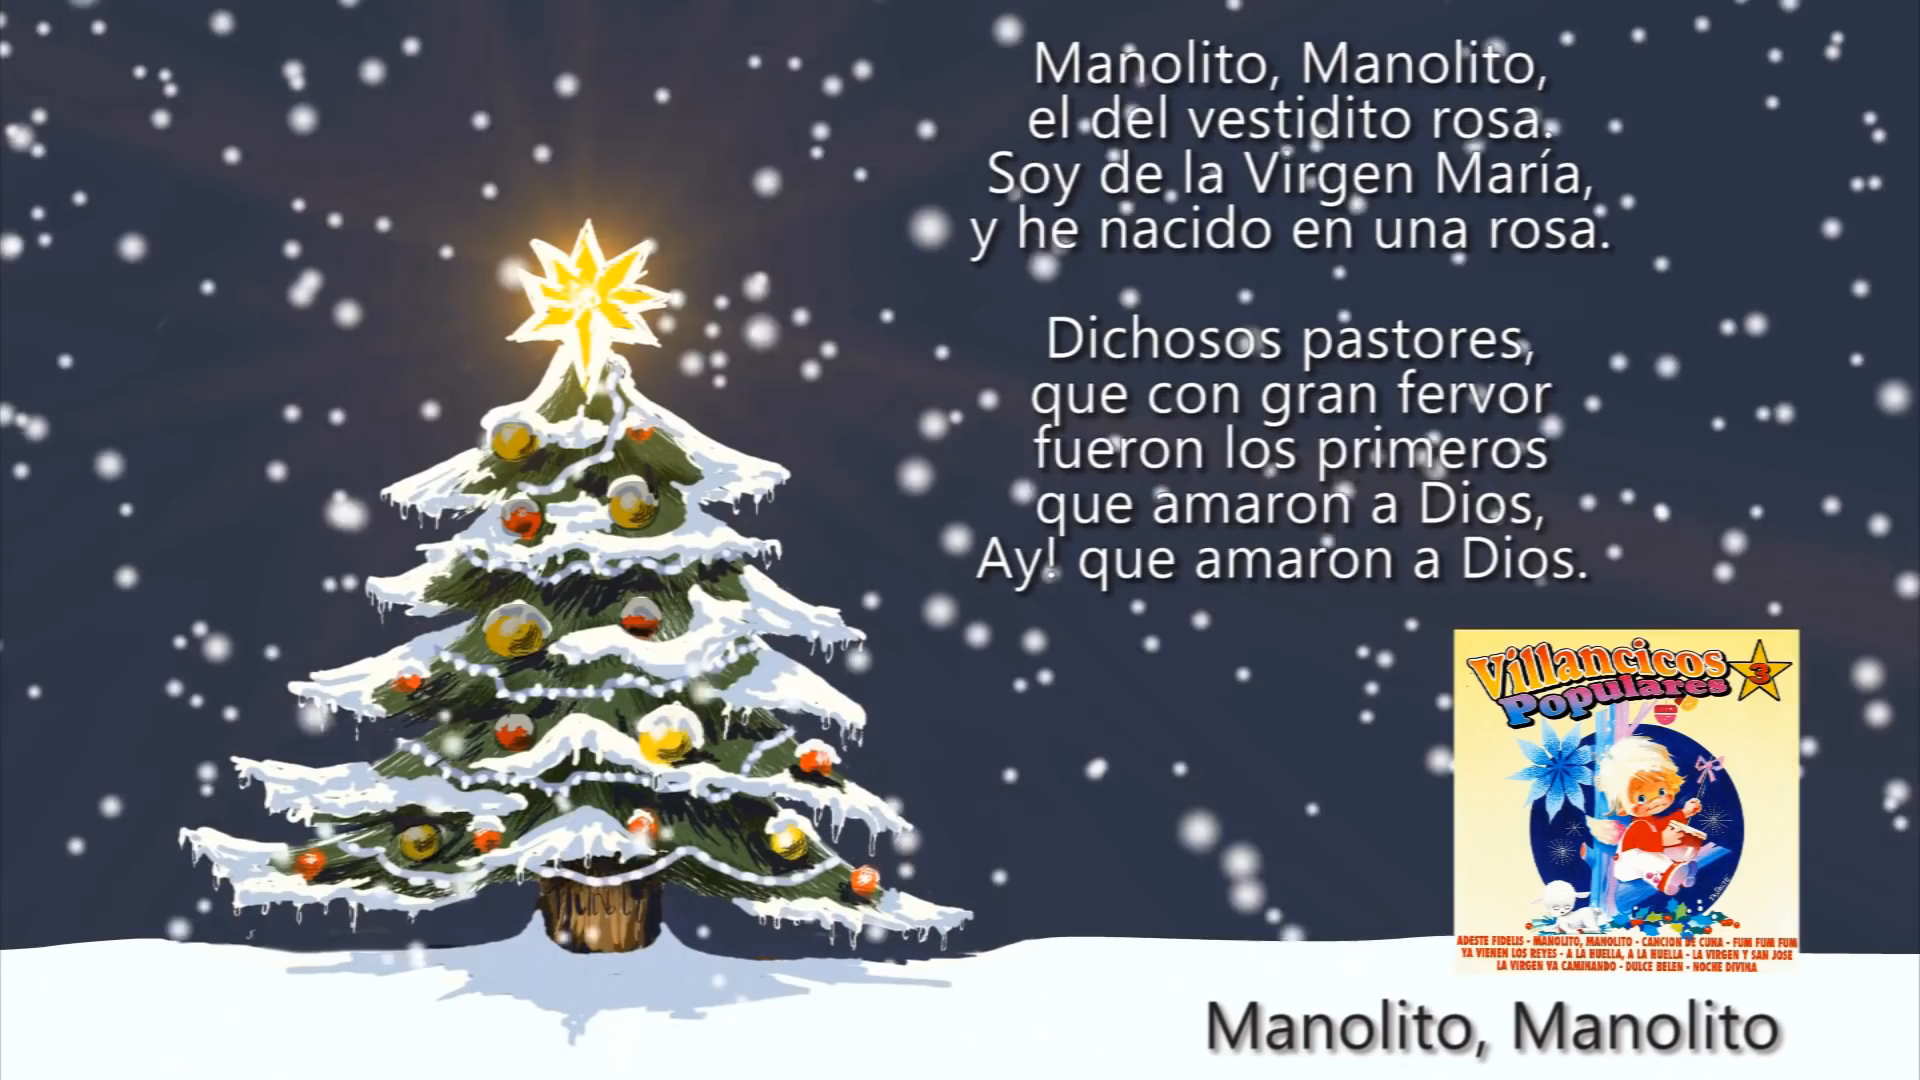 Manolito, Manolito,
el del vestidito rosa.
Soy de la Virgen María,
y he nacido en una rosa.
Dichosos pastores,
que con gran fervor
fueron los primeros
que amaron a Dios,
Ay! que amaron a Dios.
Villancicos
Populares
3
ADESTE FIDELIS - MANOLITO, MANOLITO - CANCION DE CUNA - FUM FUM FUM
YA VIENEN LOS REYES - A LA HUELLA, A LA HUELLA - LA VIRGEN Y SAN JOSE
LA VIRGEN VA CAMINANDO - DULCE BELEN - NOCHE DIVINA
Manolito, Manolito